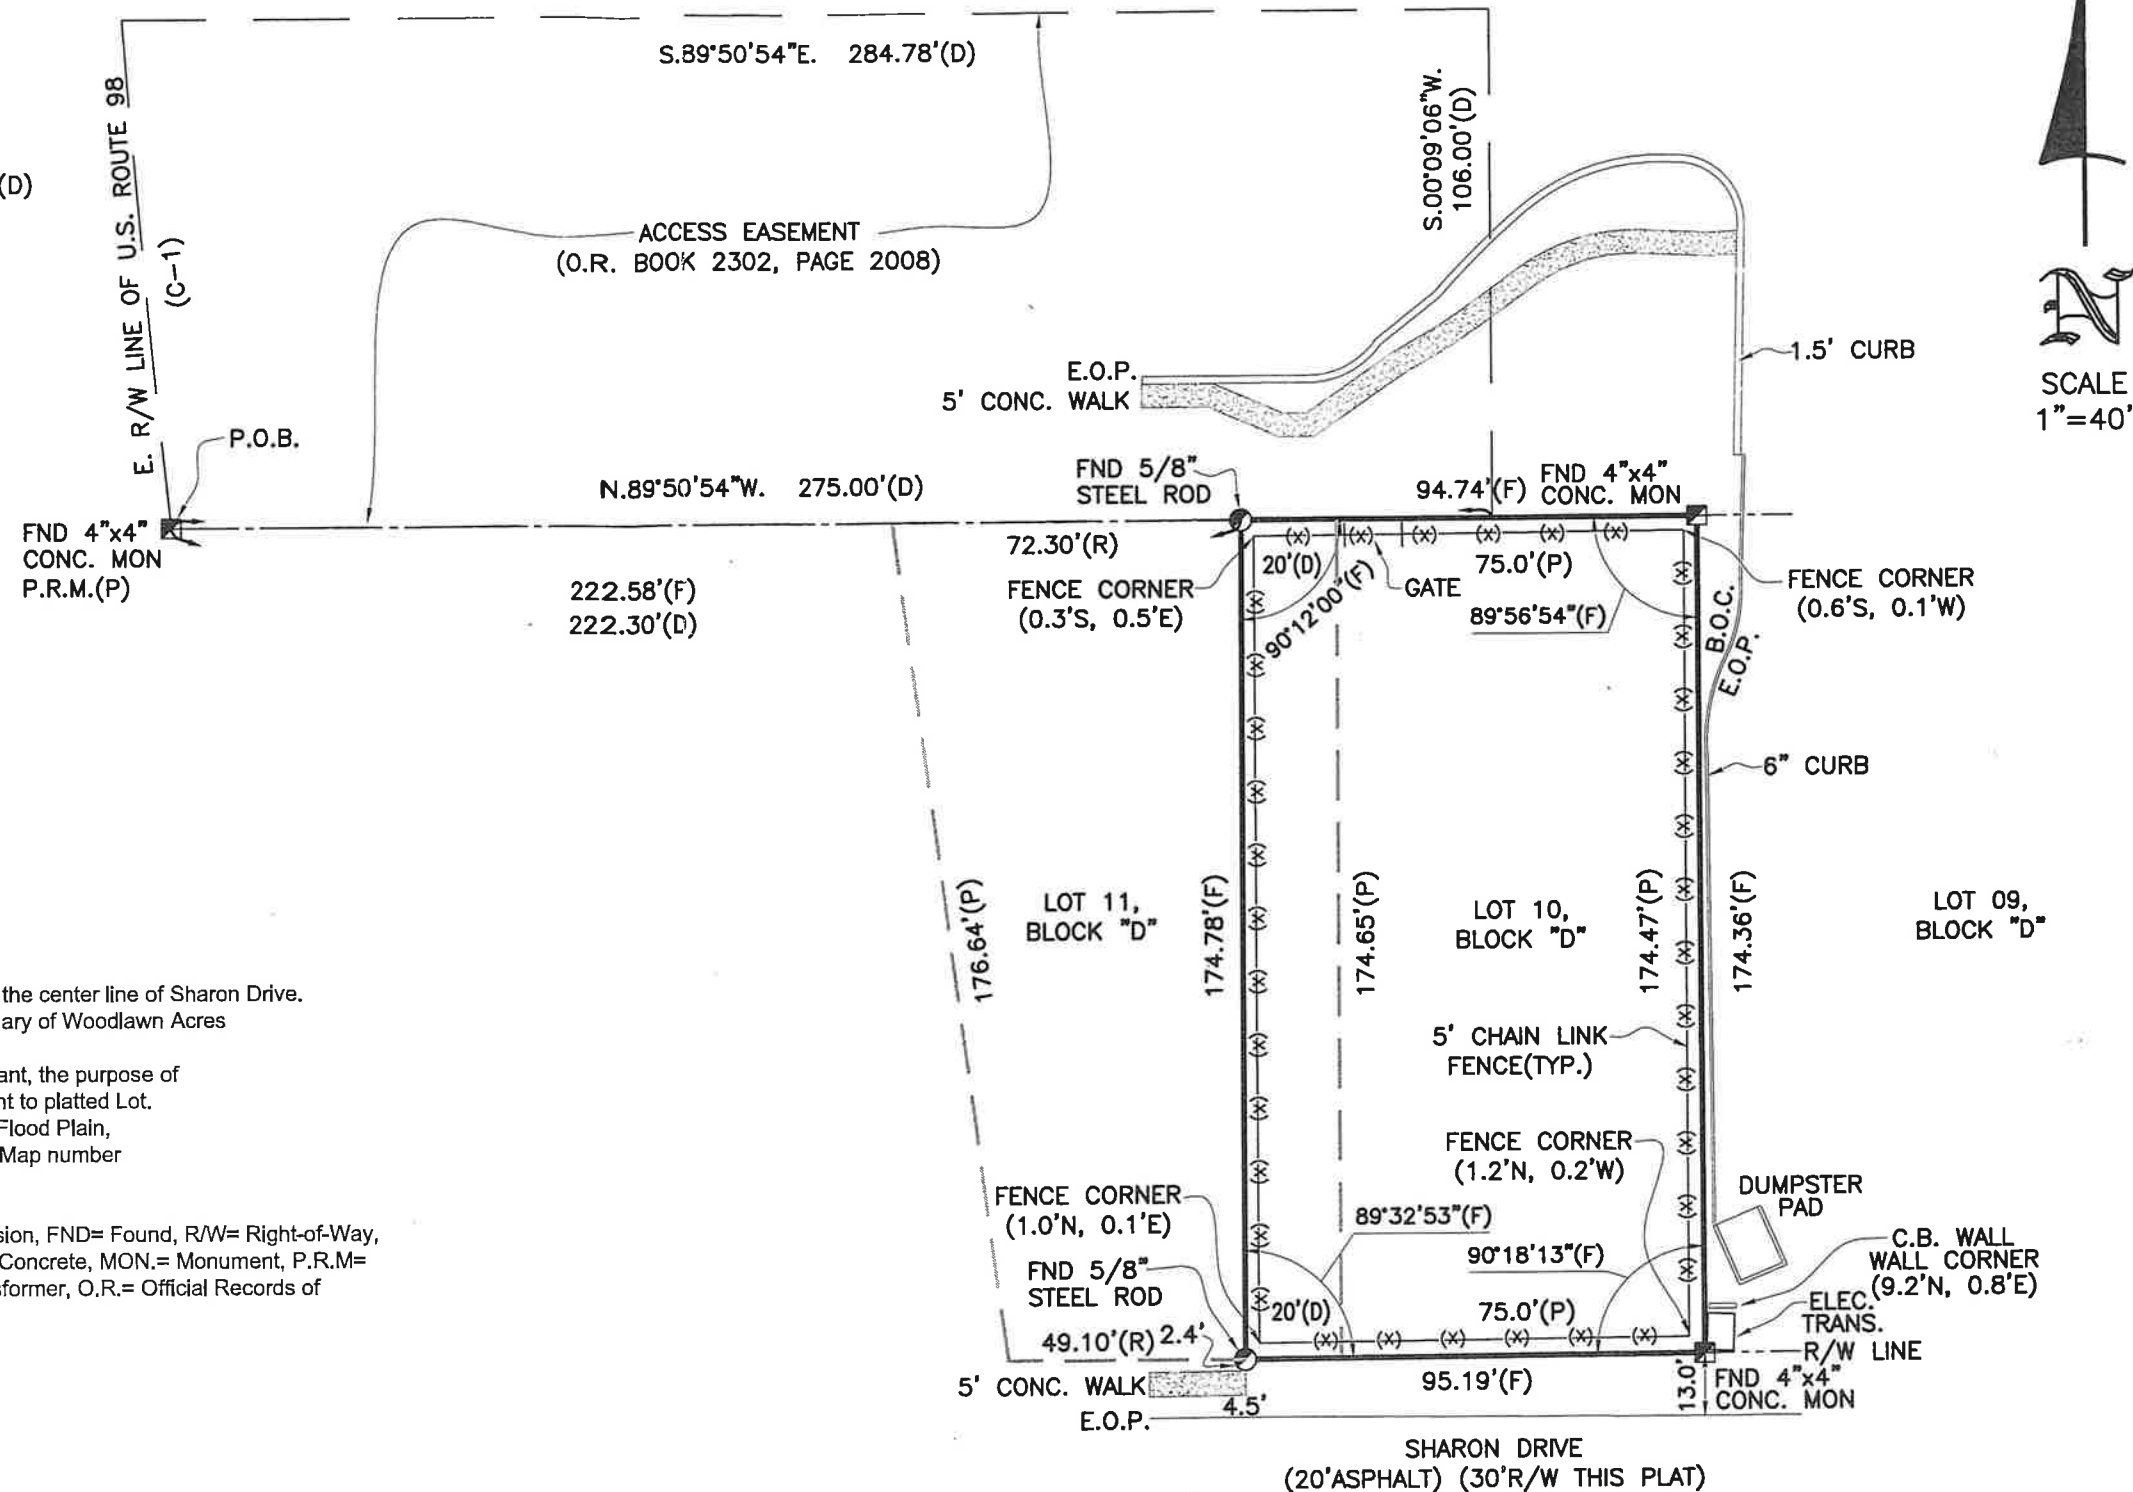 S.89°50'54"E. 284.78'(D)
E. R/W LINE OF U.S. ROUTE 98
(C-1)
(D)
S.00°09'06"W.
106.00'(D)
ACCESS EASEMENT
(O.R. BOOK 2302, PAGE 2008)
N
SCALE
1"=40'
1.5' CURB
E.O.P.
5' CONC. WALK
P.O.B.
FND 4"x4"
CONC. MON
P.R.M.(P)
N.89°50'54"W. 275.00'(D)
FND 5/8"
STEEL ROD
94.74'(F)
FND 4"x4"
CONC. MON
72.30'(R)
222.58'(F)
222.30'(D)
FENCE CORNER
(0.3'S, 0.5'E)
20'(D)
90°12'00"(F)
GATE
75.0'(P)
89°56'54"(F)
FENCE CORNER
(0.6'S, 0.1'W)
B.O.C.
E.O.P.
6" CURB
176.64'(P)
LOT 11,
BLOCK "D"
174.78'(F)
174.65'(P)
LOT 10,
BLOCK "D"
174.47'(P)
174.36'(F)
LOT 09,
BLOCK "D"
5' CHAIN LINK
FENCE(TYP.)
the center line of Sharon Drive.
ary of Woodlawn Acres
ant, the purpose of
nt to platted Lot.
Flood Plain,
Map number
sion, FND= Found, R/W= Right-of-Way,
Concrete, MON.= Monument, P.R.M=
sformer, O.R.= Official Records of
FENCE CORNER
(1.2'N, 0.2'W)
FENCE CORNER
(1.0'N, 0.1'E)
89°32'53"(F)
90°18'13"(F)
DUMPSTER
PAD
C.B. WALL
WALL CORNER
(9.2'N, 0.8'E)
FND 5/8"
STEEL ROD
20'(D)
75.0'(P)
ELEC.
TRANS.
49.10'(R)
2.4'
R/W LINE
5' CONC. WALK
4.5'
95.19'(F)
13.0'
FND 4"x4"
CONC. MON
E.O.P.
SHARON DRIVE
(20'ASPHALT) (30'R/W THIS PLAT)